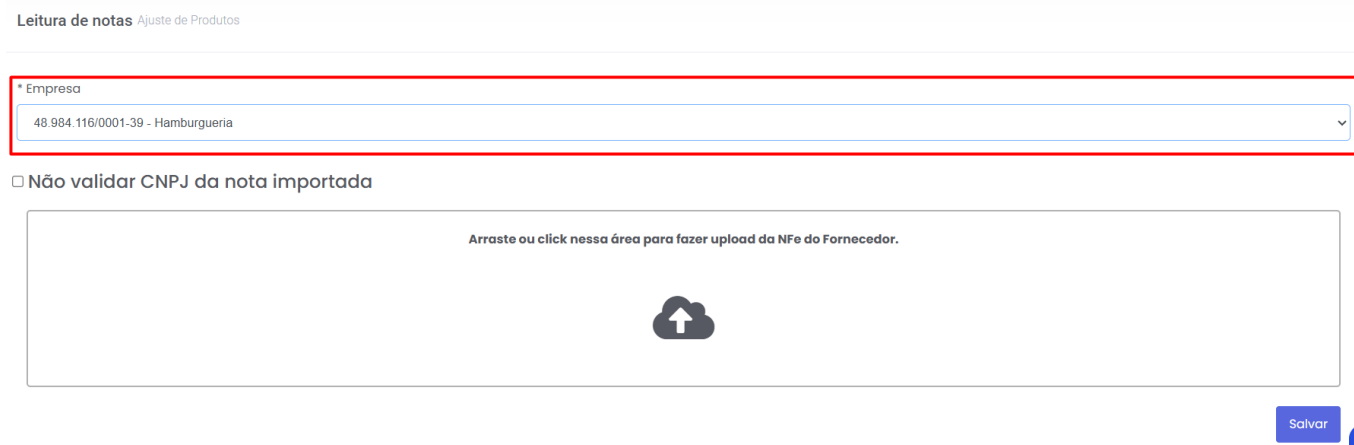 Leitura de notas Ajuste de Produtos
* Empresa
48.984.116/0001-39 - Hamburgueria
Não validar CNPJ da nota importada
Arraste ou click nessa área para fazer upload da NFe do Fornecedor.
Salvar